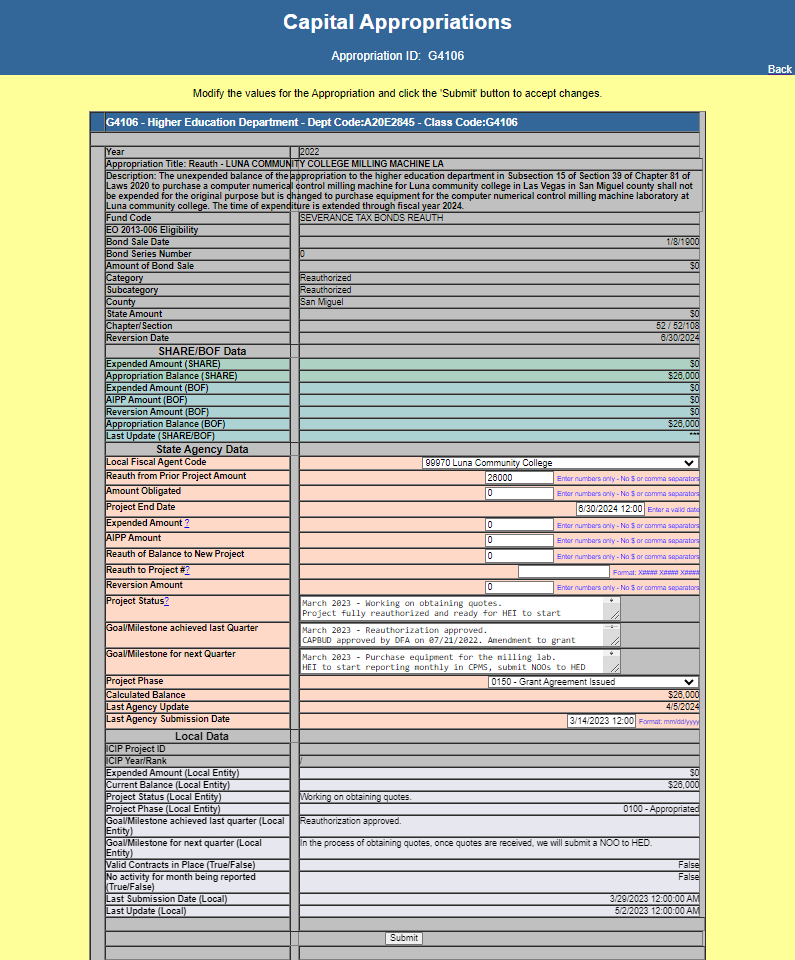 Capital Appropriations
Appropriation ID: G4106
Back
Modify the values for the Appropriation and click the 'Submit' button to accept changes.
G4106 - Higher Education Department - Dept Code:A20E2845 - Class Code:G4106
Year 2022
Appropriation Title: Reauth - LUNA COMMUNITY COLLEGE MILLING MACHINE LA
Description: The unexpended balance of the appropriation to the higher education department in Subsection 15 of Section 39 of Chapter 81 of
Laws 2020 to purchase a computer numerical control milling machine for Luna community college in Las Vegas in San Miguel county shall not
be expended for the original purpose but is changed to purchase equipment for the computer numerical control milling machine laboratory at
Luna community college. The time of expenditure is extended through fiscal year 2024.
Fund Code SEVERANCE TAX BONDS REAUTH
EO 2013-006 Eligibility
Bond Sale Date 1/8/1900
Bond Series Number 0
Amount of Bond Sale $0
Category Reauthorized
Subcategory Reauthorized
County San Miguel
State Amount $0
Chapter/Section 52 / 52/108
Reversion Date 6/30/2024
SHARE/BOF Data
Expended Amount (SHARE) $0
Appropriation Balance (SHARE) $26,000
Expended Amount (BOF) $0
AIPP Amount (BOF) $0
Reversion Amount (BOF) $0
Appropriation Balance (BOF) $26,000
Last Update (SHARE/BOF) ***
State Agency Data
Local Fiscal Agent Code 99970 Luna Community College
Reauth from Prior Project Amount 26000 Enter numbers only - No $ or comma separators
Amount Obligated 0 Enter numbers only - No $ or comma separators
Project End Date 6/30/2024 12:00 Enter a valid date
Expended Amount ? 0 Enter numbers only - No $ or comma separators
AIPP Amount 0 Enter numbers only - No $ or comma separators
Reauth of Balance to New Project 0 Enter numbers only - No $ or comma separators
Reauth to Project #? Format: X#### X#### X####
Reversion Amount 0 Enter numbers only - No $ or comma separators
Project Status? March 2023 - Working on obtaining quotes.
Project fully reauthorized and ready for HEI to start
Goal/Milestone achieved last Quarter March 2023 - Reauthorization approved.
CAPBUD approved by DFA on 07/21/2022. Amendment to grant
Goal/Milestone for next Quarter March 2023 - Purchase equipment for the milling lab.
HEI to start reporting monthly in CPMS, submit NOOs to HED
Project Phase 0150 - Grant Agreement Issued
Calculated Balance $26,000
Last Agency Update 4/5/2024
Last Agency Submission Date 3/14/2023 12:00 Format: mm/dd/yyyy
Local Data
ICIP Project ID
ICIP Year/Rank /
Expended Amount (Local Entity) $0
Current Balance (Local Entity) $26,000
Project Status (Local Entity) Working on obtaining quotes.
Project Phase (Local Entity) 0100 - Appropriated
Goal/Milestone achieved last quarter (Local Reauthorization approved.
Entity)
Goal/Milestone for next quarter (Local In the process of obtaining quotes, once quotes are received, we will submit a NOO to HED.
Entity)
Valid Contracts in Place (True/False) False
No activity for month being reported False
(True/False)
Last Submission Date (Local) 3/29/2023 12:00:00 AM
Last Update (Local) 5/2/2023 12:00:00 AM
Submit